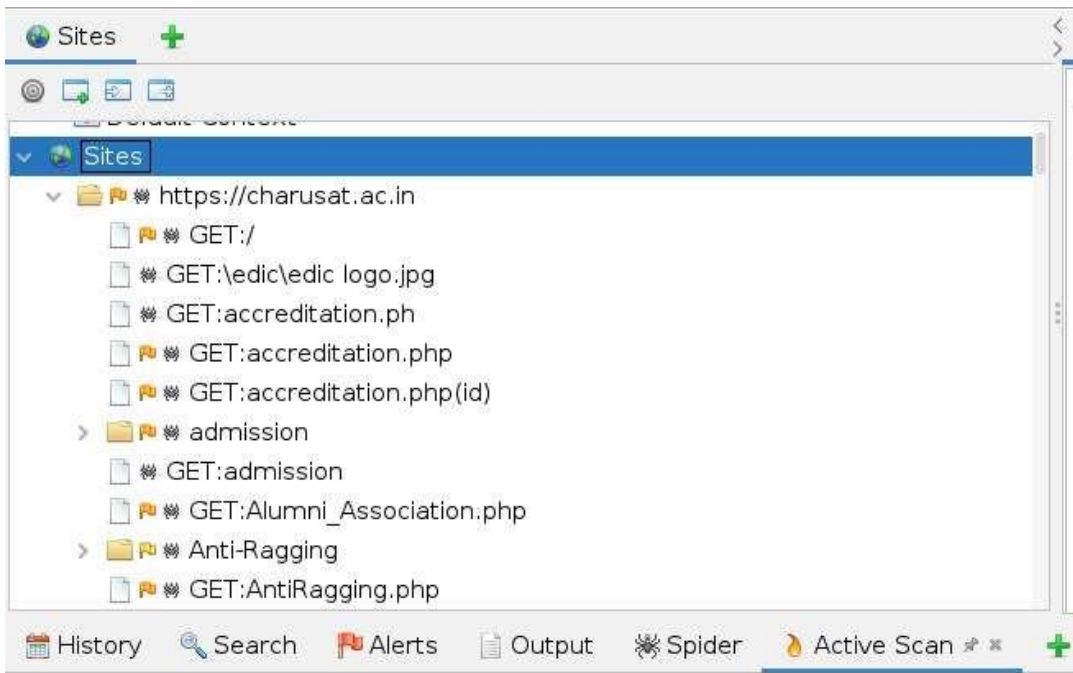 Sites
Default Context
Sites
https://charusat.ac.in
GET:/
GET:\edic\edic logo.jpg
GET:accreditation.ph
GET:accreditation.php
GET:accreditation.php(id)
admission
GET:admission
GET:Alumni_Association.php
Anti-Ragging
GET:AntiRagging.php
History Search Alerts Output Spider Active Scan